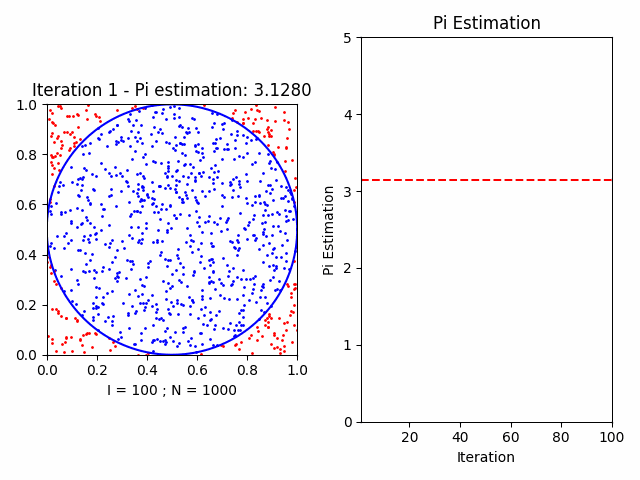 Iteration 1 - Pi estimation: 3.1280
1.0
0.8
0.6
0.4
0.2
0.0
0.0 0.2 0.4 0.6 0.8 1.0
I = 100 ; N = 1000
Pi Estimation
Pi Estimation
5
4
3
2
1
0
20 40 60 80 100
Iteration